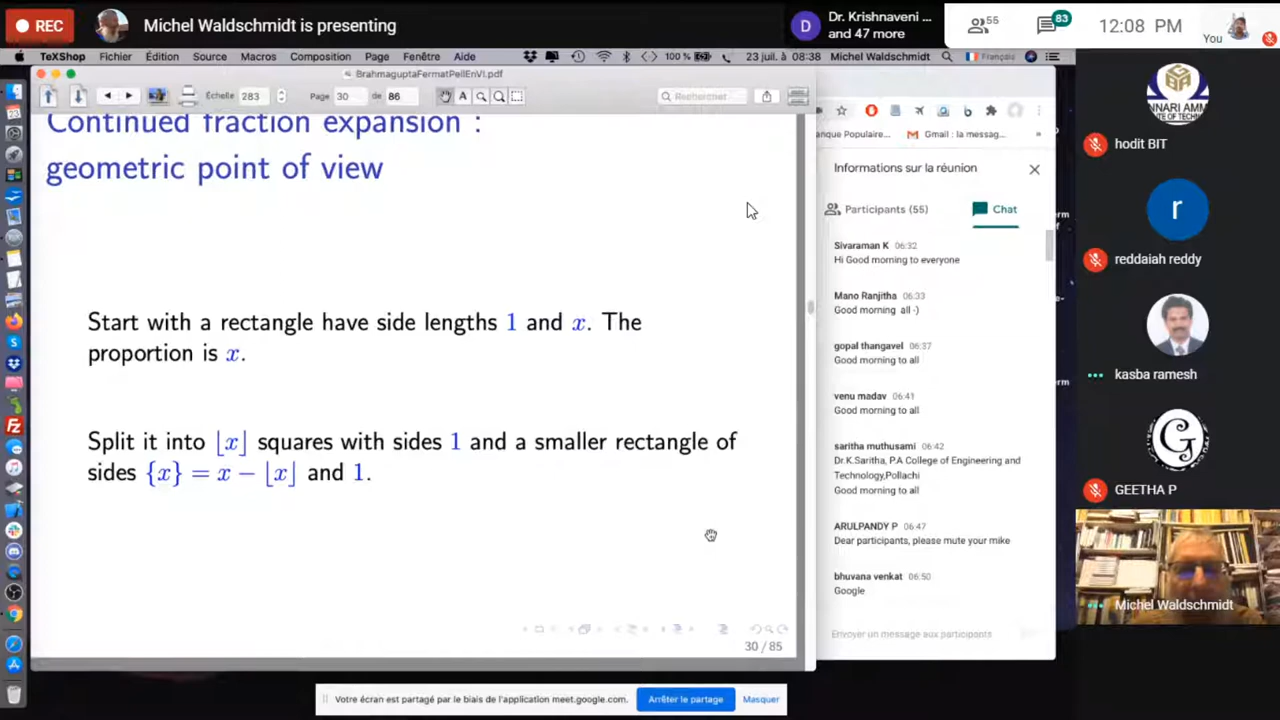 REC
Michel Waldschmidt is presenting
D
Dr. Krishnaveni ...
and 47 more
55
83
12:08 PM
You
TeXShop Fichier Édition Source Macros Composition Page Fenêtre Aide
100 %
23 juil. à 08:38 Michel Waldschmidt
Français
BrahmaguptaFermatPellEnVI.pdf
Échelle 283
Page 30 de 86
A
Rechercher
Continued fraction expansion :
geometric point of view
Start with a rectangle have side lengths 1 and x. The
proportion is x.
Split it into ⌊x⌋ squares with sides 1 and a smaller rectangle of
sides {x} = x − ⌊x⌋ and 1.
30 / 85
anque Populaire...
Gmail : la messag...
»
Informations sur la réunion
Participants (55)
Chat
Sivaraman K 06:32
Hi Good morning to everyone
Mano Ranjitha 06:33
Good morning all -)
gopal thangavel 06:37
Good morning to all
venu madav 06:41
Good morning to all
saritha muthusami 06:42
Dr.K.Saritha, P.A College of Engineering and
Technology,Pollachi
Good morning to all
ARULPANDY P 06:47
Dear participants, please mute your mike
bhuvana venkat 06:50
Google
Envoyer un message aux participants
Votre écran est partagé par le biais de l'application meet.google.com.
Arrêter le partage
Masquer
NNARI AMM
hodit BIT
r
reddaiah reddy
kasba ramesh
G
GEETHA P
Michel Waldschmidt